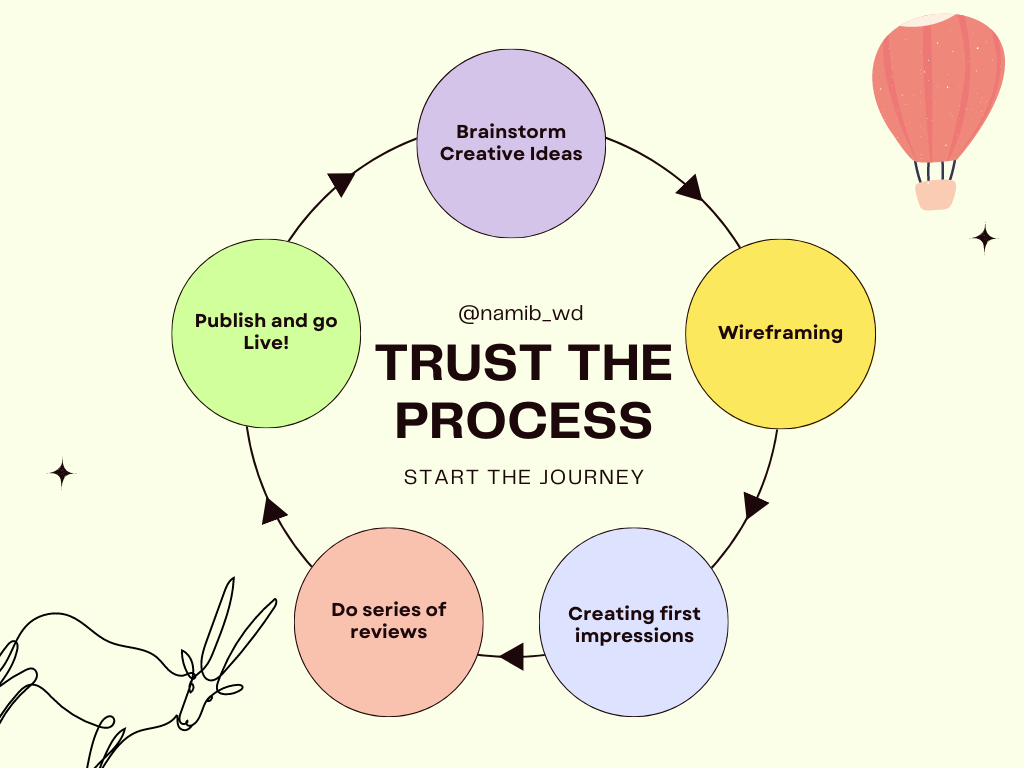 Brainstorm
Creative Ideas
Wireframing
Creating first
impressions
Do series of
reviews
Publish and go
Live!
@namib_wd
TRUST THE
PROCESS
START THE JOURNEY